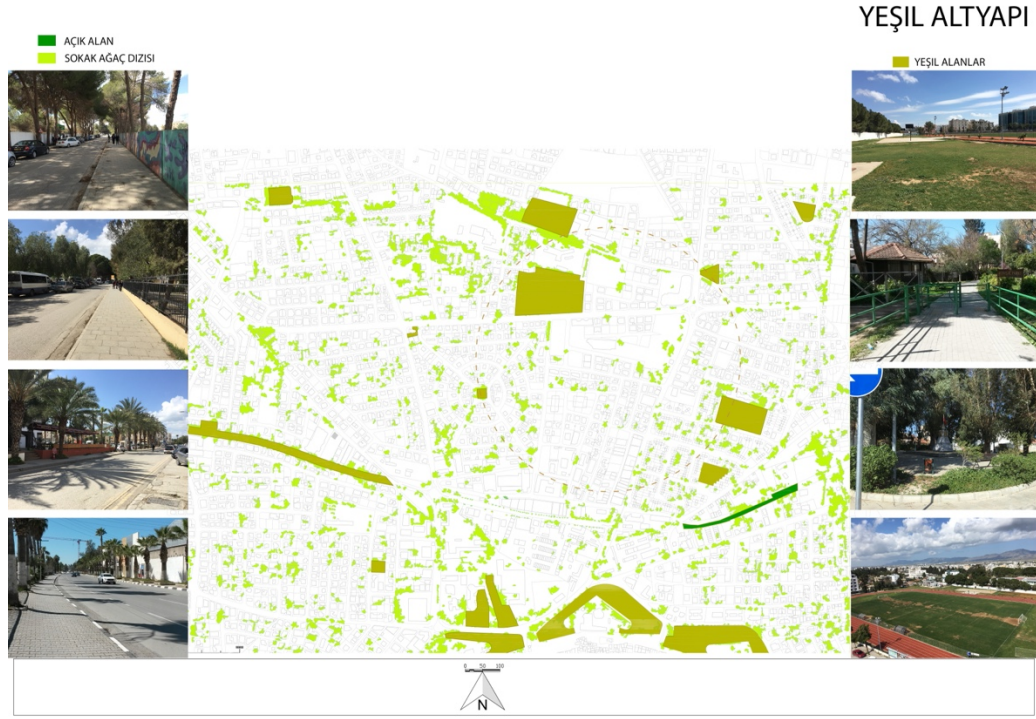 YEŞİL ALTYAPI
AÇIK ALAN
SOKAK AĞAÇ DIZISI
YEŞİL ALANLAR
0 50 100
N